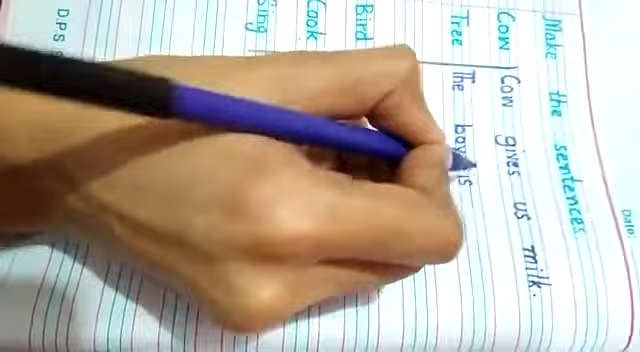 Date:
Make the sentences
Cow Cow gives us milk.
Tree The boy is
Bird
Cook
Sing
DPS